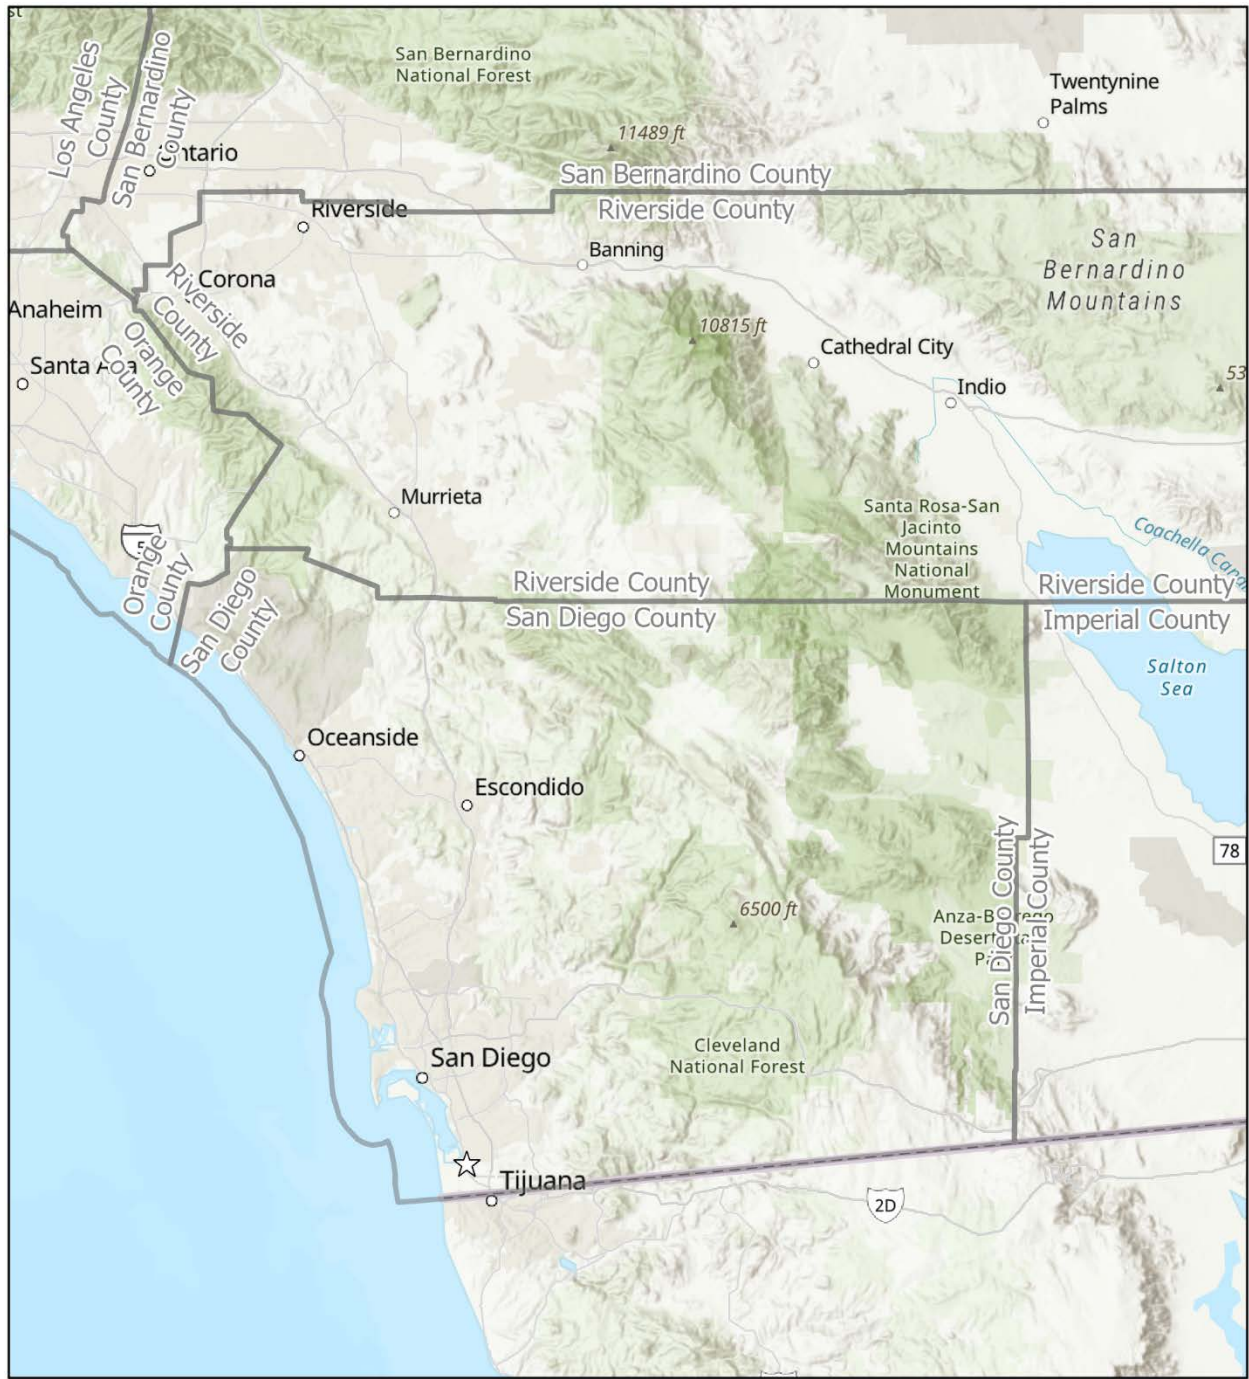 st
San Bernardino
National Forest
Los Angeles
County
San Bernardino
County
Twentynine
Palms
11489 ft
San Bernardino County
Riverside County
Riverside
Banning
San
Bernardino
Mountains
Corona
Riverside
County
Anaheim
Orange
County
10815 ft
Cathedral City
53
Indio
Murrieta
Santa Rosa-San
Jacinto
Mountains
National
Monument
Coachella Canal
Orange
County
San Diego
County
Riverside County
San Diego County
Riverside County
Imperial County
Salton
Sea
Oceanside
Escondido
78
San Diego County
Imperial County
6500 ft
San Diego
Cleveland
National Forest
Tijuana
2D